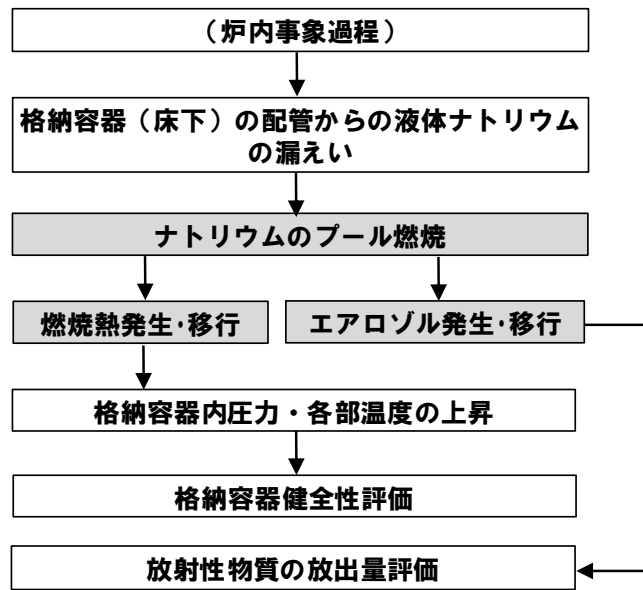 （炉内事象過程）
格納容器（床下）の配管からの液体ナトリウム
の漏えい
ナトリウムのプール燃焼
燃焼熱発生・移行
エアロゾル発生・移行
格納容器内圧力・各部温度の上昇
格納容器健全性評価
放射性物質の放出量評価